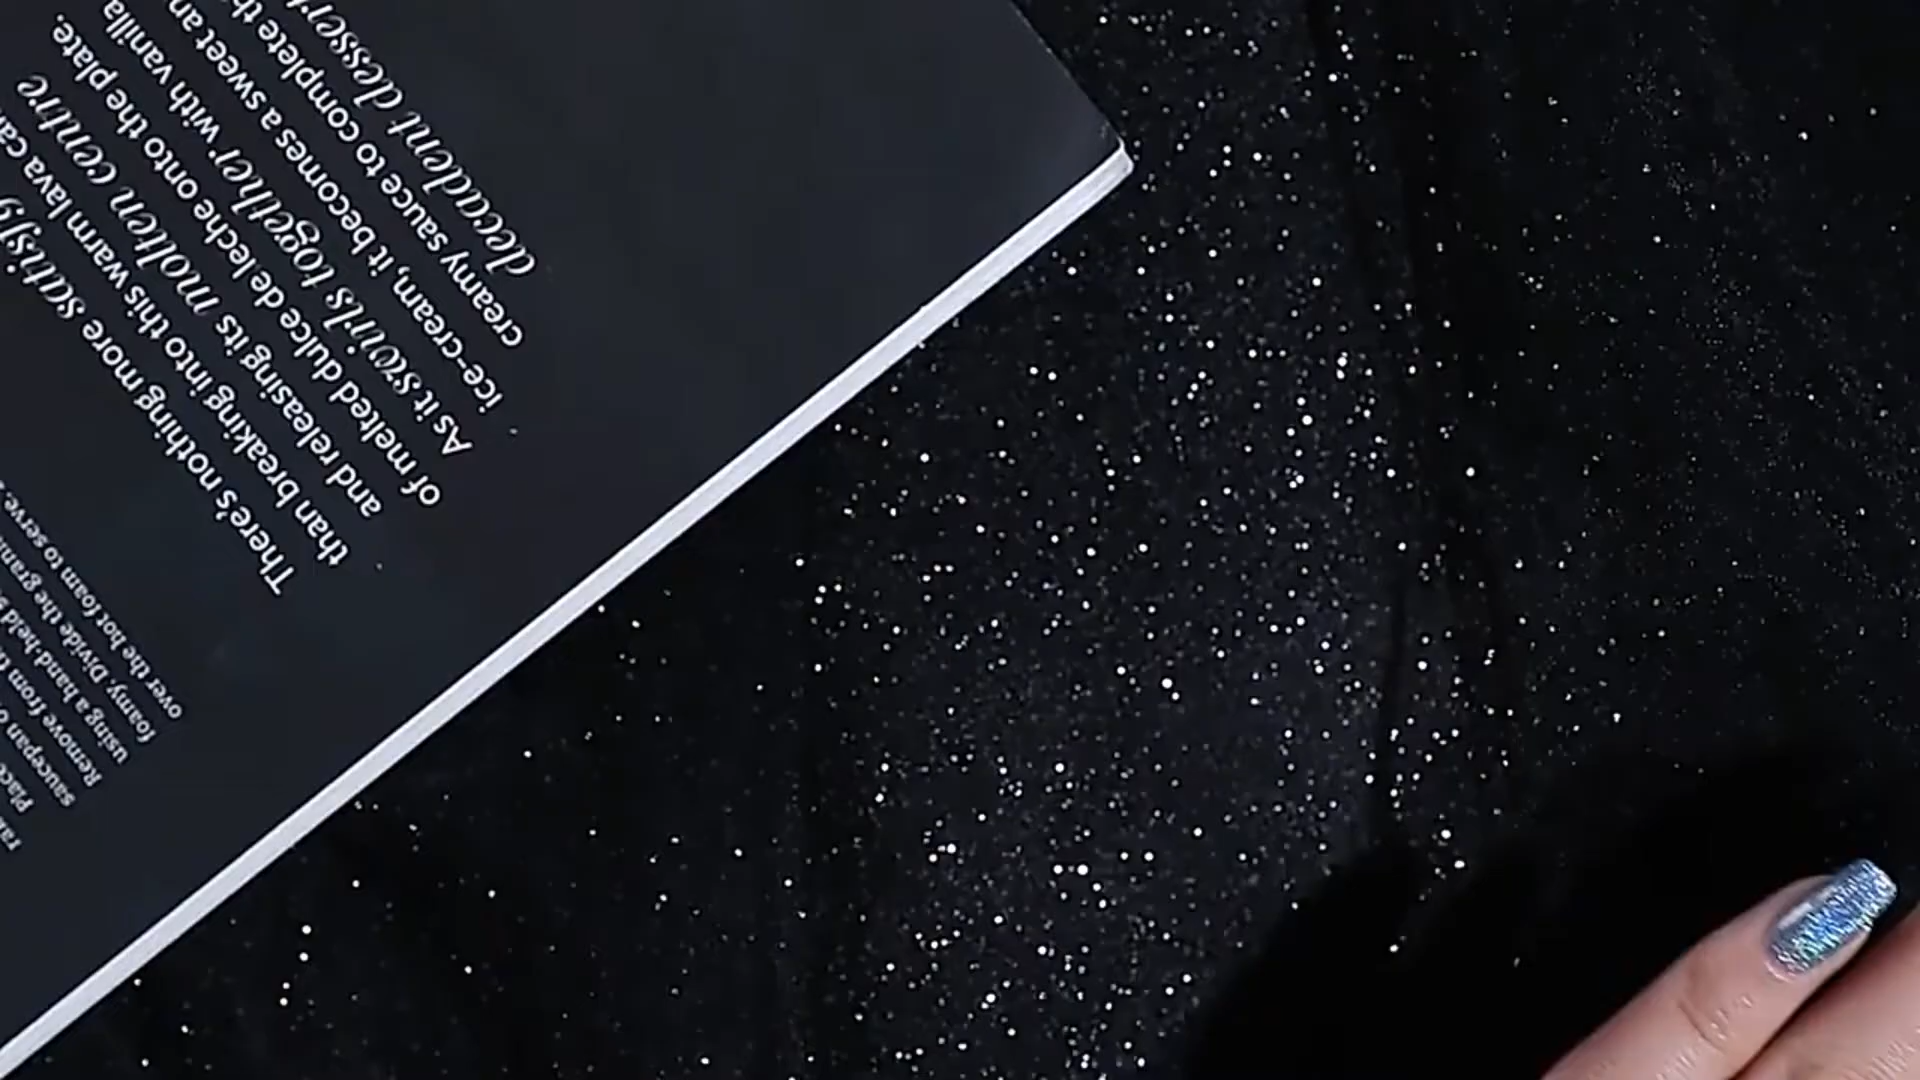 There's nothing more satisfy
than breaking into this warm lava ca
and releasing its molten centre
of melted dulce de leche onto the plate.
As it swirls together with vanilla
ice-cream, it becomes a sweet an
creamy sauce to complete th
decadent desser
Place
saucepan o
Remove from
using a hand-held s
foamy. Divide the grani
over the hot foam to serve.